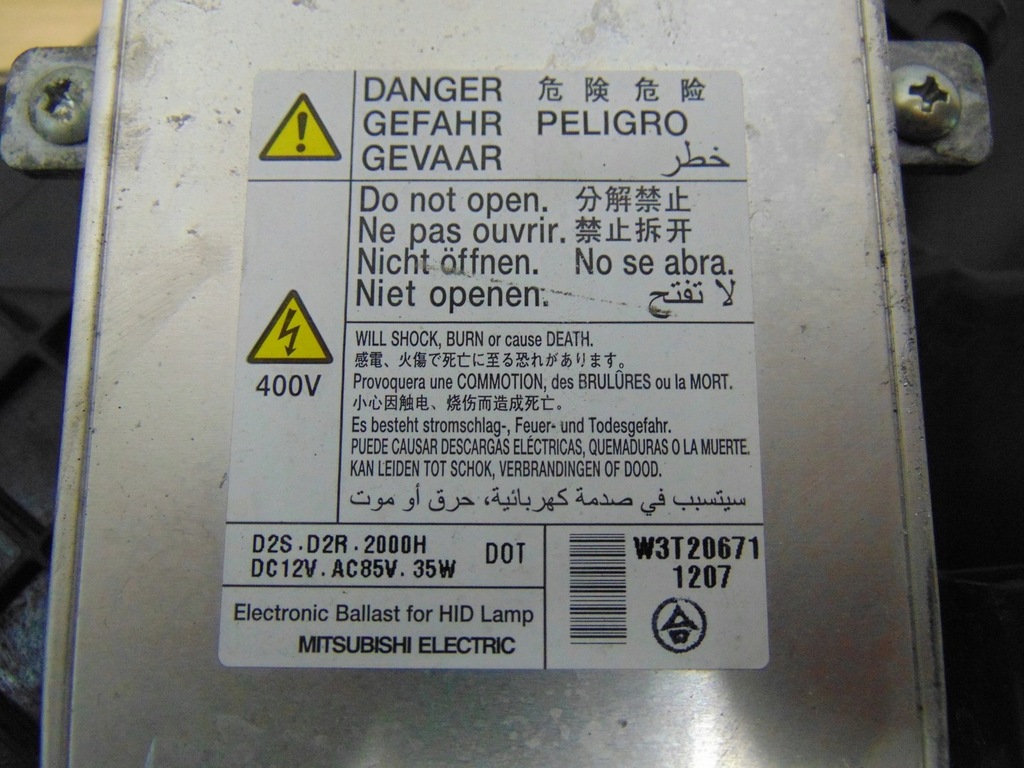 DANGER 危険危险
GEFAHR PELIGRO
GEVAAR خطر
Do not open. 分解禁止
Ne pas ouvrir. 禁止拆开
Nicht öffnen. No se abra.
Niet openen. لا تفتح
400V
WILL SHOCK, BURN or cause DEATH.
感電、火傷で死亡に至る恐れがあります。
Provoquera une COMMOTION, des BRULÛRES ou la MORT.
小心因触电、烧伤而造成死亡。
Es besteht stromschlag-, Feuer- und Todesgefahr.
PUEDE CAUSAR DESCARGAS ELÉCTRICAS, QUEMADURAS O LA MUERTE.
KAN LEIDEN TOT SCHOK, VERBRANDINGEN OF DOOD.
سيتسبب في صدمة كهربائية، حرق أو موت
D2S.D2R.2000H DOT
DC12V.AC85V.35W
Electronic Ballast for HID Lamp
MITSUBISHI ELECTRIC
W3T20671
1207
合